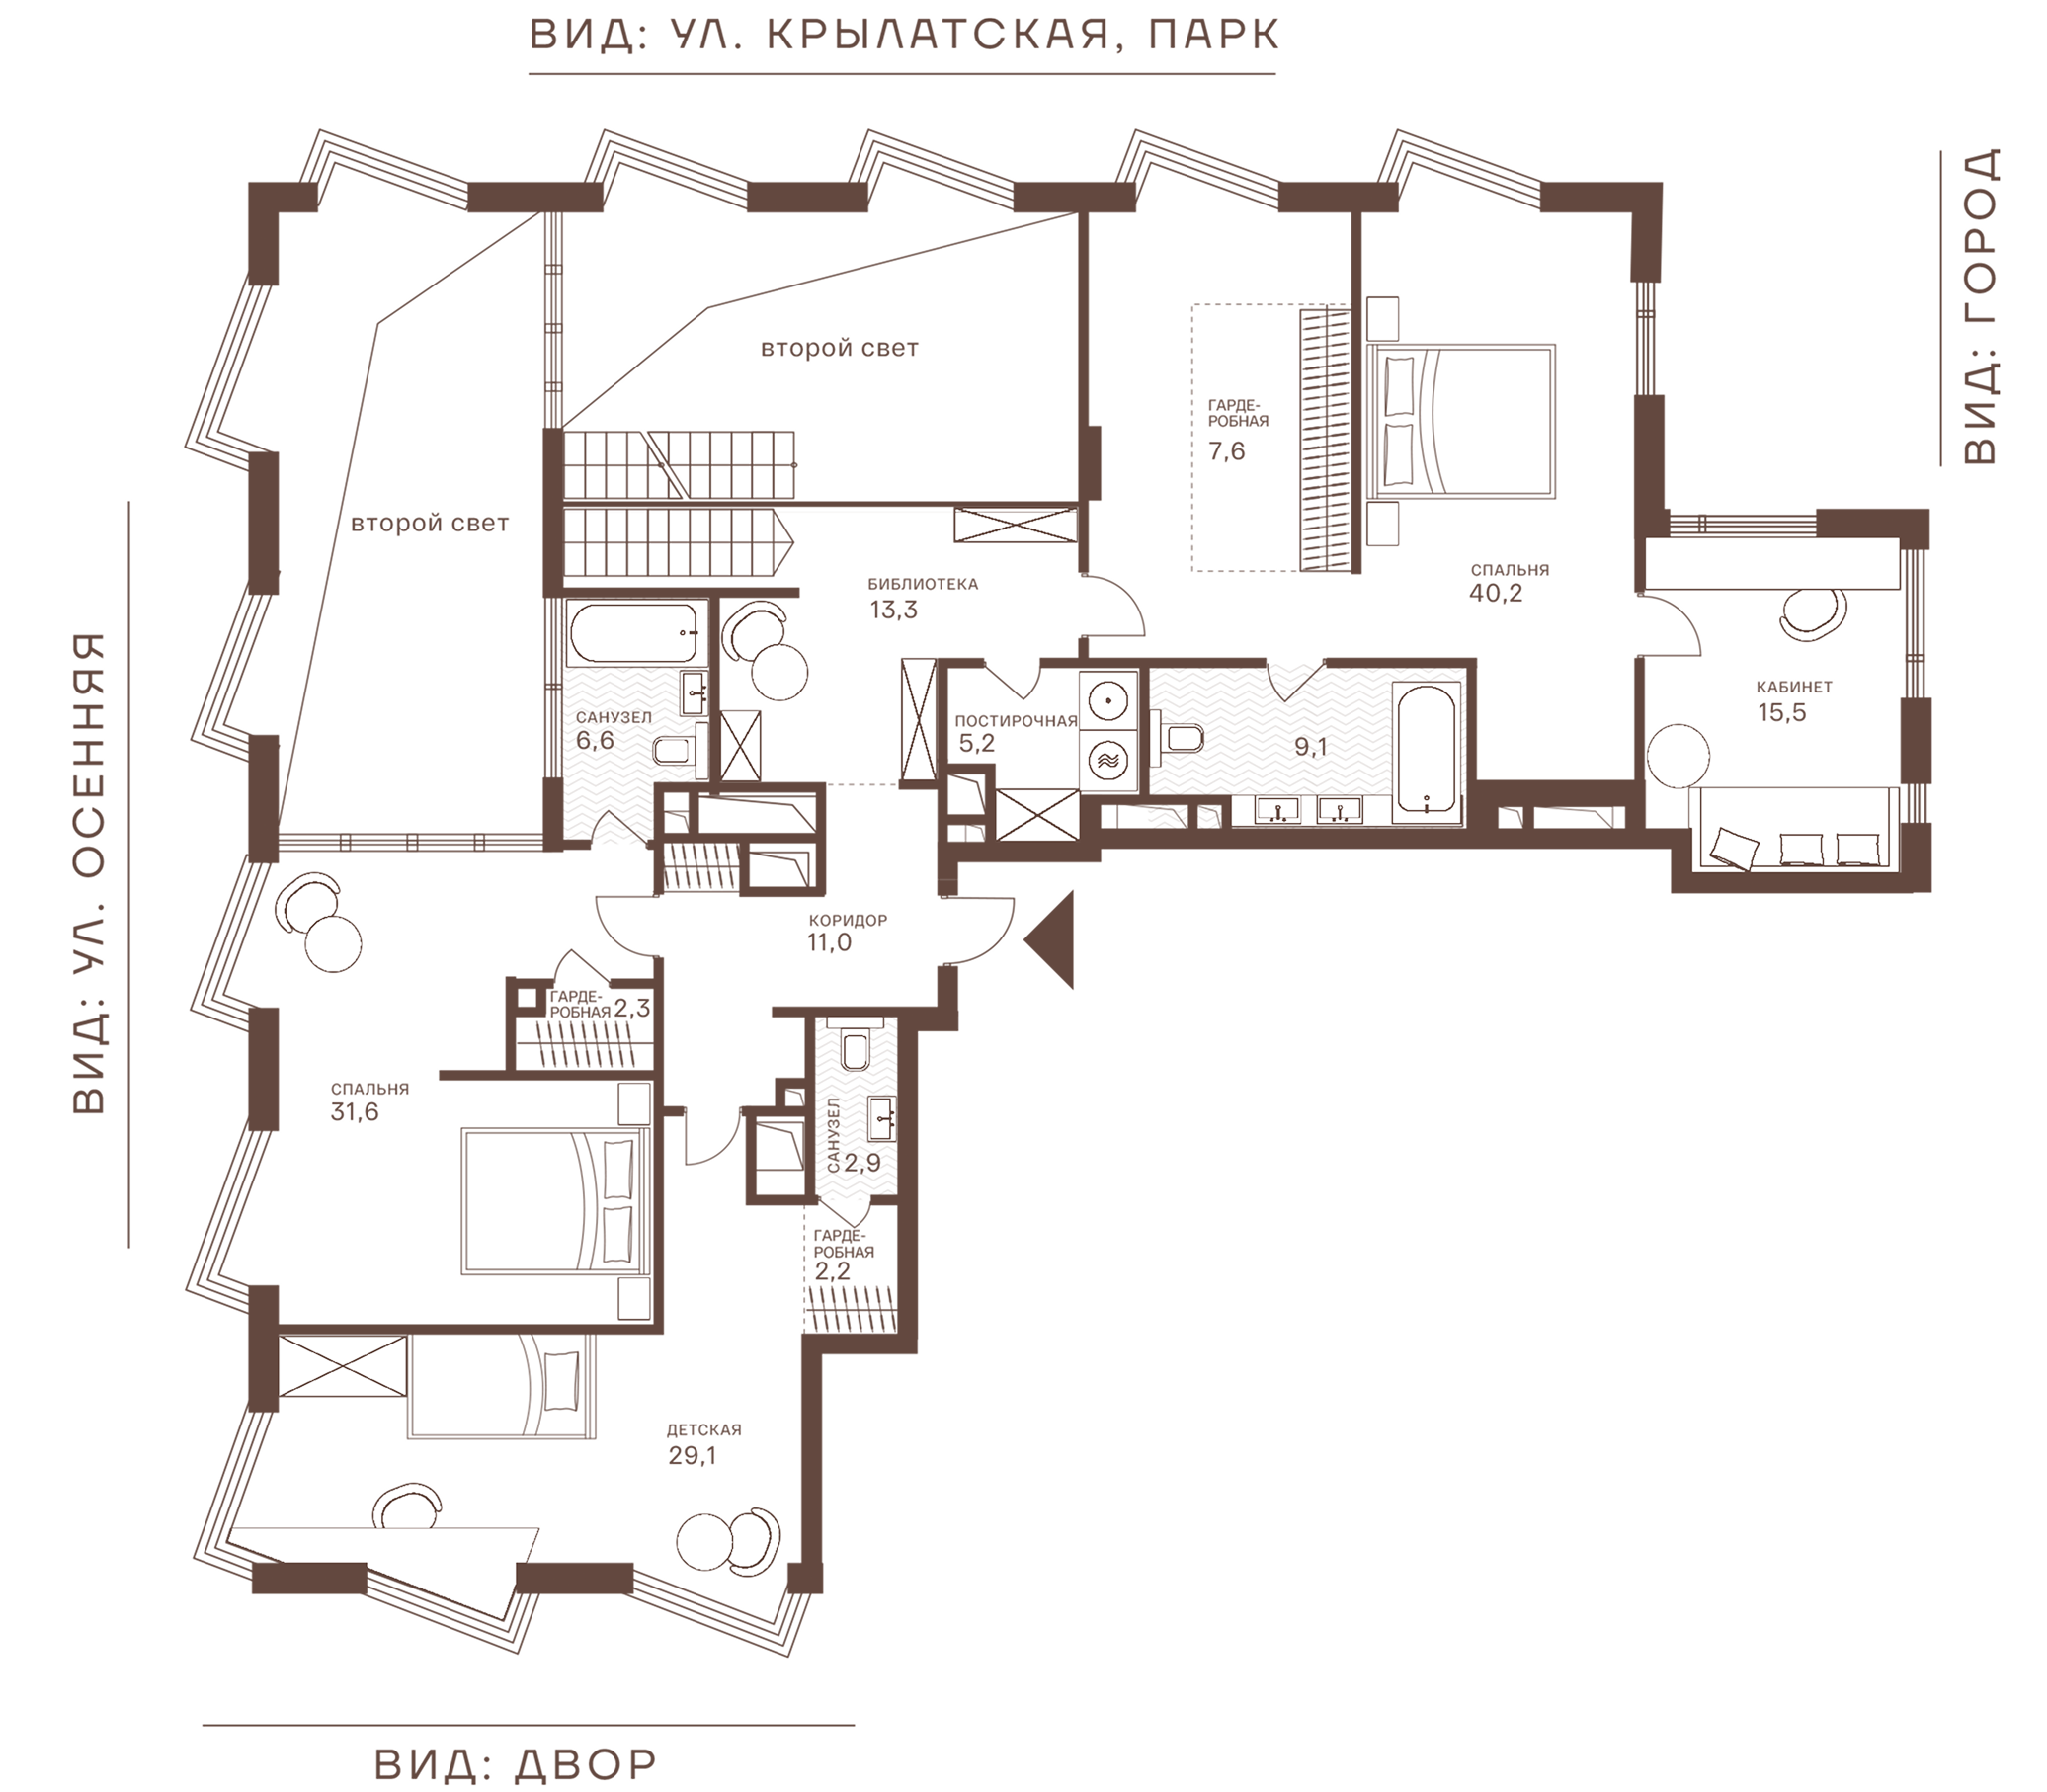 ВИД: УЛ. КРЫЛАТСКАЯ, ПАРК
ВИД: ГОРОД
ВИД: УЛ. ОСЕННЯЯ
второй свет
второй свет
ГАРДЕ-
РОБНАЯ
7,6
СПАЛЬНЯ
40,2
БИБЛИОТЕКА
13,3
КАБИНЕТ
15,5
САНУЗЕЛ
6,6
ПОСТИРОЧНАЯ
5,2
9,1
КОРИДОР
11,0
ГАРДЕ-
РОБНАЯ 2,3
СПАЛЬНЯ
31,6
САНУЗЕЛ
2,9
ГАРДЕ-
РОБНАЯ
2,2
ДЕТСКАЯ
29,1
ВИД: ДВОР